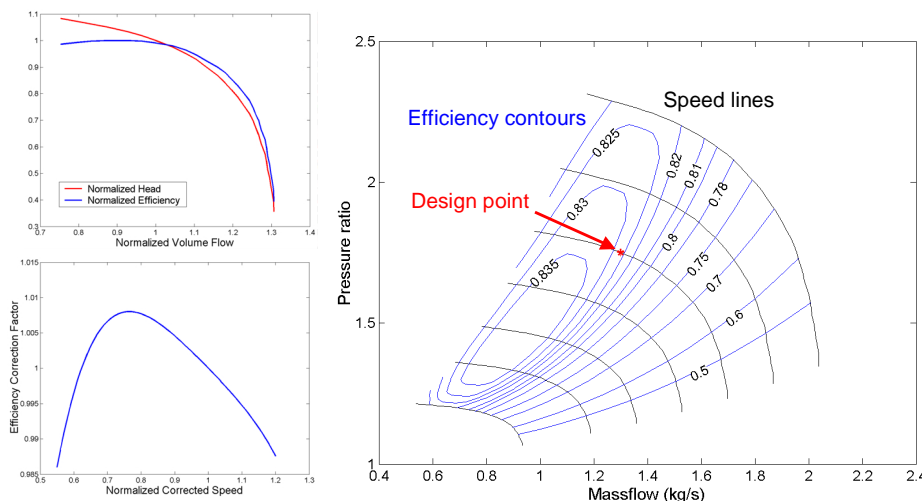 1.1
1
0.9
0.8
0.7
0.6
0.5
0.4
0.3
Normalized Head
Normalized Efficiency
0.7 0.8 0.9 1 1.1 1.2 1.3 1.4
Normalized Volume Flow
Efficiency Correction Factor
1.015
1.01
1.005
1
0.995
0.99
0.985
0.5 0.6 0.7 0.8 0.9 1 1.1 1.2 1.3
Normalized Corrected Speed
Pressure ratio
2.5
2
1.5
1
Speed lines
Efficiency contours
Design point
0.825
0.82
0.81
0.78
0.83
0.8
0.75
0.7
0.835
0.6
0.5
0.4 0.6 0.8 1 1.2 1.4 1.6 1.8 2 2.2 2.4
Massflow (kg/s)